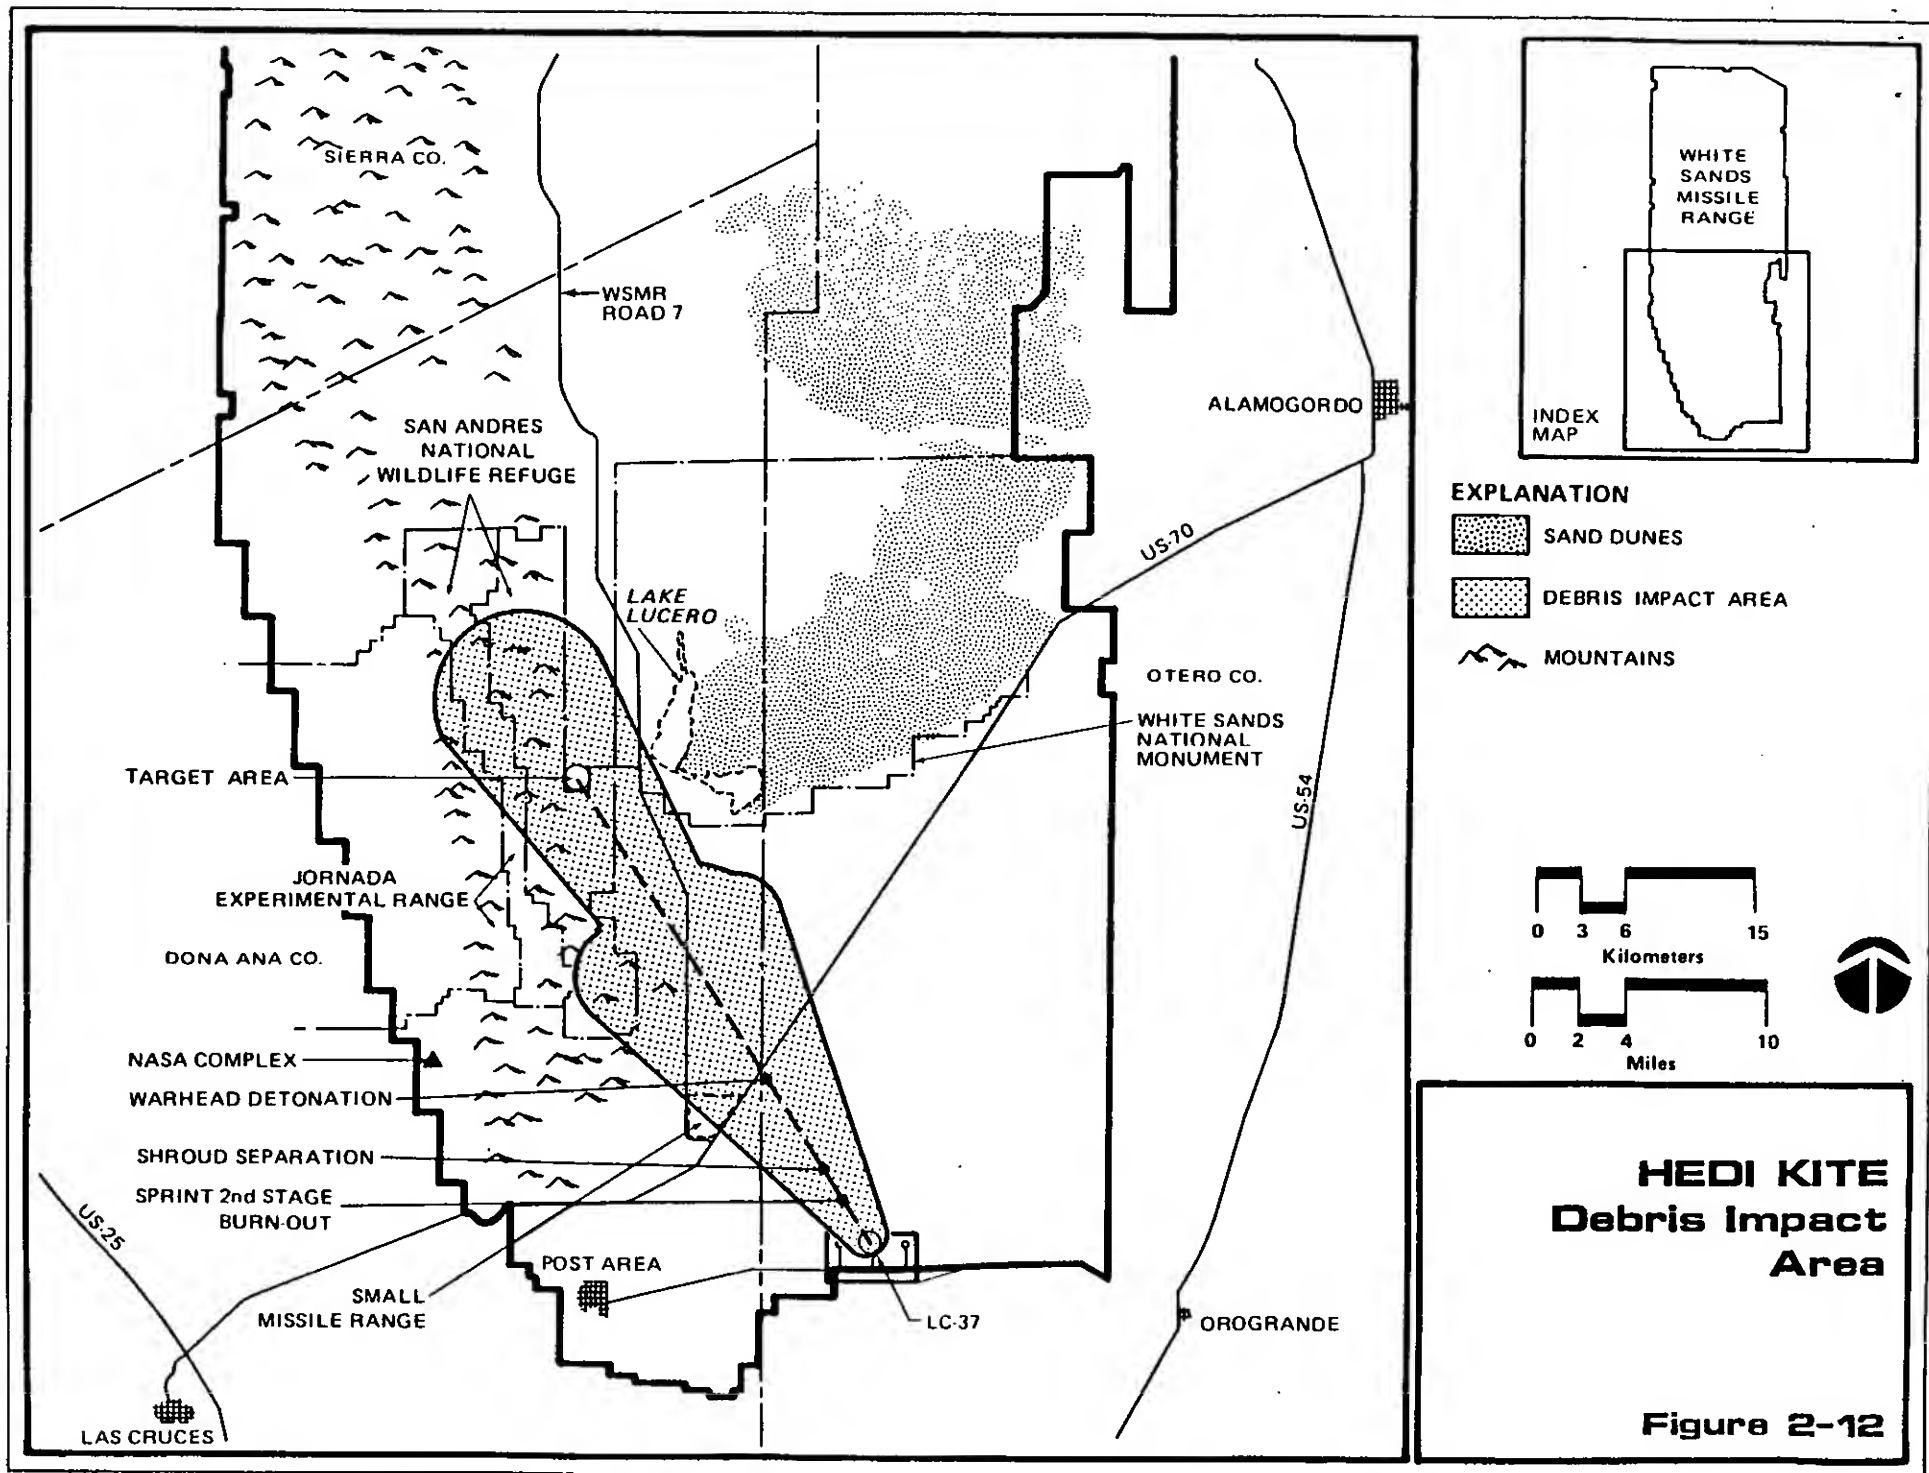 SIERRA CO.
WSMR
ROAD 7
SAN ANDRES
NATIONAL
WILDLIFE REFUGE
LAKE
LUCERO
ALAMOGORDO
US-70
OTERO CO.
WHITE SANDS
NATIONAL
MONUMENT
US-54
TARGET AREA
JORNADA
EXPERIMENTAL RANGE
DONA ANA CO.
NASA COMPLEX
WARHEAD DETONATION
SHROUD SEPARATION
SPRINT 2nd STAGE
BURN-OUT
US-25
POST AREA
SMALL
MISSILE RANGE
LC-37
OROGRANDE
LAS CRUCES
WHITE
SANDS
MISSILE
RANGE
INDEX
MAP
EXPLANATION
SAND DUNES
DEBRIS IMPACT AREA
MOUNTAINS
0 3 6 15
Kilometers
0 2 4 10
Miles
HEDI KITE
Debris Impact
Area
Figure 2-12